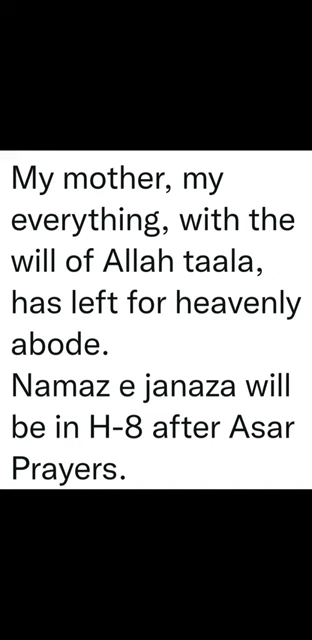 My mother, my
everything, with the
will of Allah taala,
has left for heavenly
abode.
Namaz e janaza will
be in H-8 after Asar
Prayers.